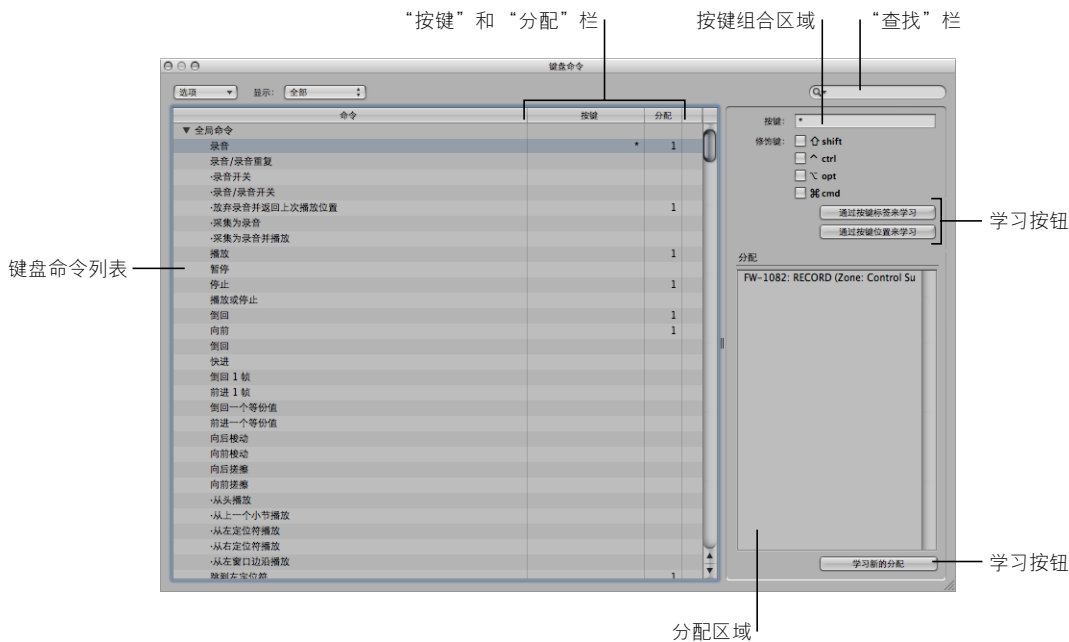 “按键”和“分配”栏
按键组合区域
“查找”栏
键盘命令
选项
显示: 全部
命令 按键 分配
全局命令
录音 * 1
录音/录音重复
·录音开关
·录音/录音开关
·放弃录音并返回上次播放位置 1
·采集为录音
·采集为录音并播放
播放 1
暂停
停止 1
播放或停止
倒回 1
向前 1
倒回
快进
倒回 1 帧
前进 1 帧
倒回一个等份值
前进一个等份值
向后梭动
向前梭动
向后搓擦
向前搓擦
·从头播放
·从上一个小节播放
·从左定位符播放
·从右定位符播放
·从左窗口边沿播放
跳到左定位符 1
按键: *
修饰键: shift
^ ctrl
⌥ opt
⌘ cmd
通过按键标签来学习
通过按键位置来学习
分配
FW-1082: RECORD (Zone: Control Su
学习新的分配
键盘命令列表
学习按钮
学习按钮
分配区域